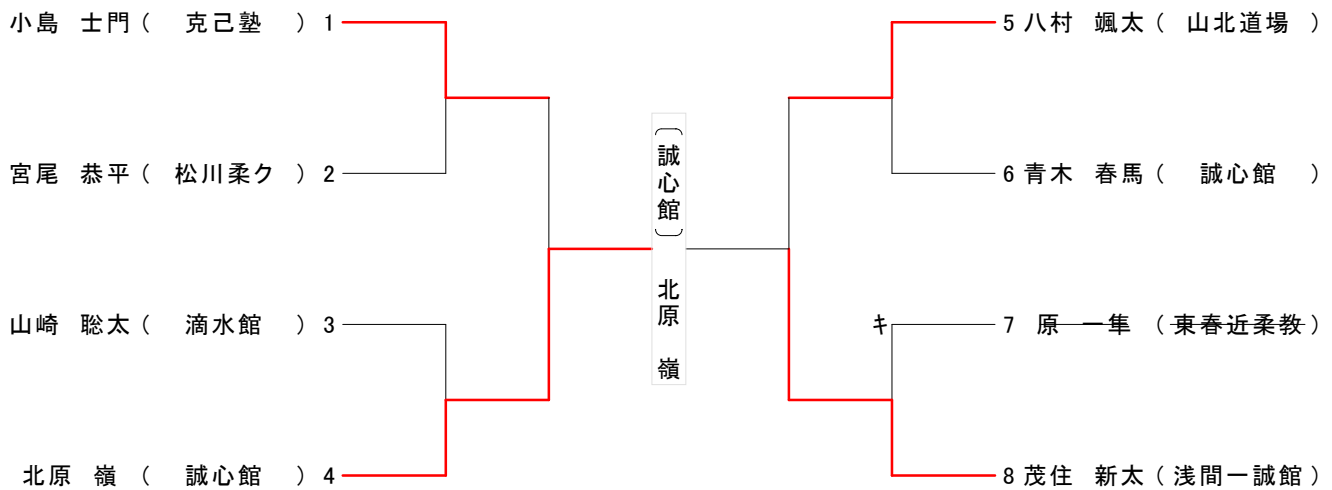 小島 士門 ( 克己塾 ) 1
宮尾 恭平 ( 松川柔ク ) 2
山崎 聡太 ( 滴水館 ) 3
北原 嶺 ( 誠心館 ) 4
(誠心館) 北原 嶺
5 八村 颯太 ( 山北道場 )
6 青木 春馬 ( 誠心館 )
キ 7 原 一隼 ( 東春近柔教 )
8 茂住 新太 ( 浅間一誠館 )